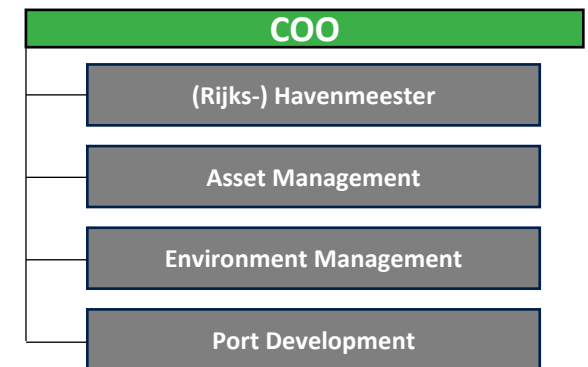 COO
(Rijks-) Havenmeester
Asset Management
Environment Management
Port Development